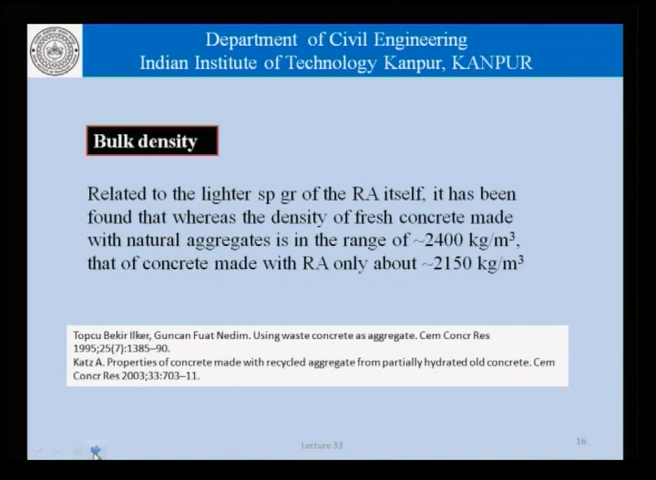 Department of Civil Engineering
Indian Institute of Technology Kanpur, KANPUR
Bulk density
Related to the lighter sp gr of the RA itself, it has been
found that whereas the density of fresh concrete made
with natural aggregates is in the range of ~2400 kg/m³,
that of concrete made with RA only about ~2150 kg/m³
Topcu Bekir Ilker, Guncan Fuat Nedim. Using waste concrete as aggregate. Cem Concr Res
1995;25(7):1385–90.
Katz A. Properties of concrete made with recycled aggregate from partially hydrated old concrete. Cem
Concr Res 2003;33:703–11.
Lecture 33
16